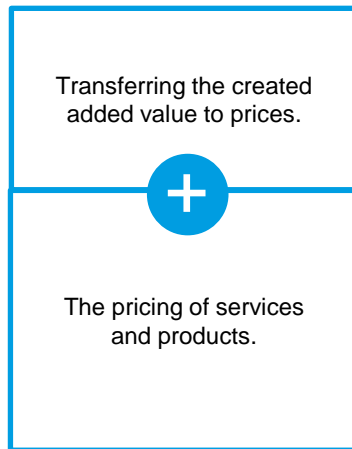 Transferring the created
added value to prices.
+
The pricing of services
and products.